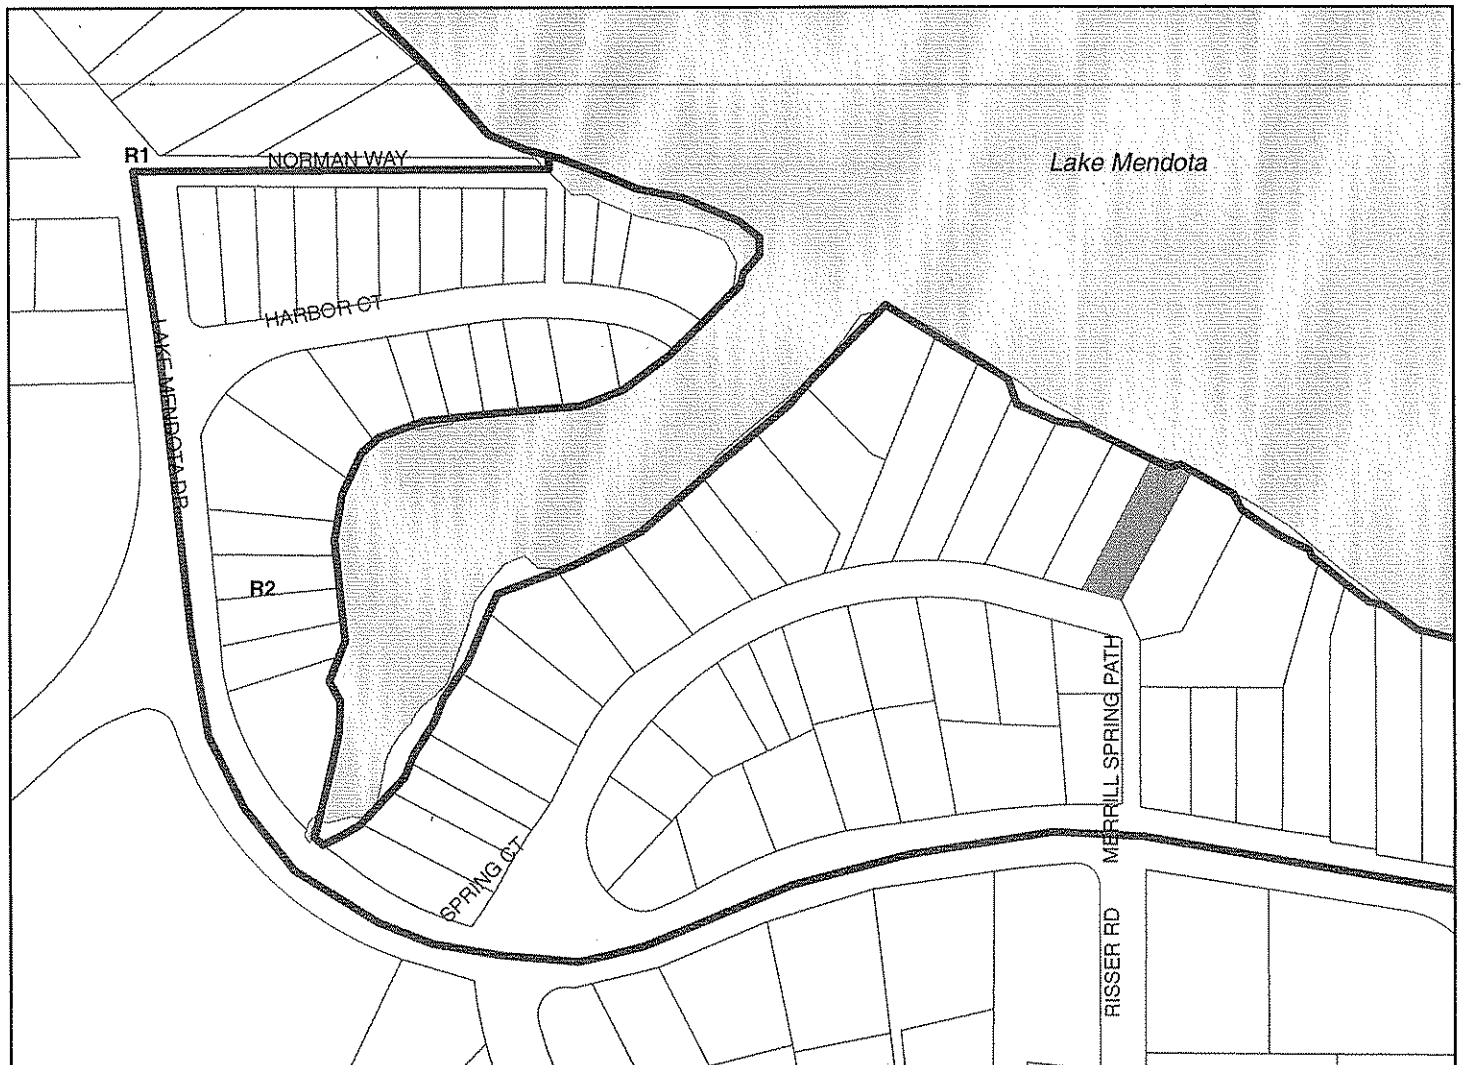 R1
NORMAN WAY
Lake Mendota
HARBOR CT
LAKE MENDOTA DR
R2
MERRILL SPRING PATH
SPRING CT
RISSER RD